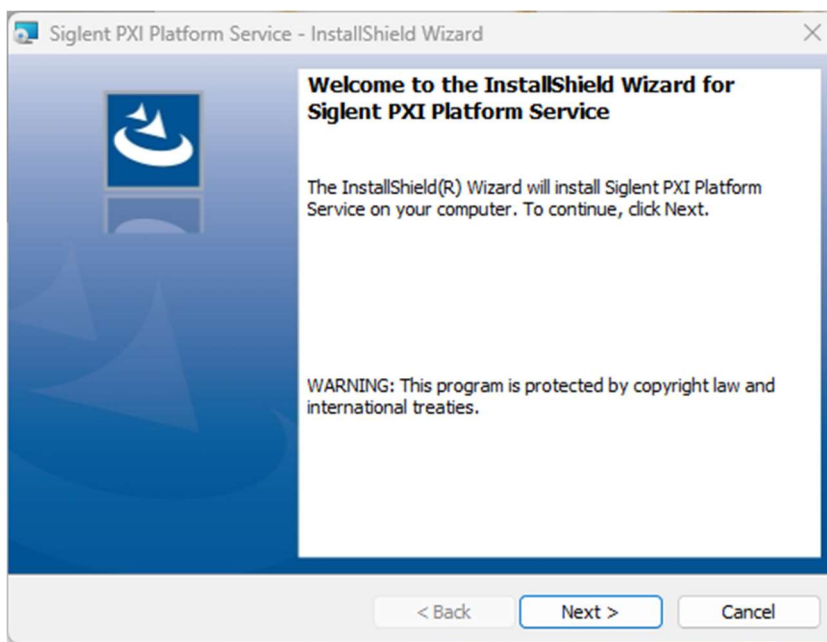 Siglent PXI Platform Service - InstallShield Wizard
Welcome to the InstallShield Wizard for
Siglent PXI Platform Service
The InstallShield(R) Wizard will install Siglent PXI Platform
Service on your computer. To continue, click Next.
WARNING: This program is protected by copyright law and
international treaties.
< Back
Next >
Cancel